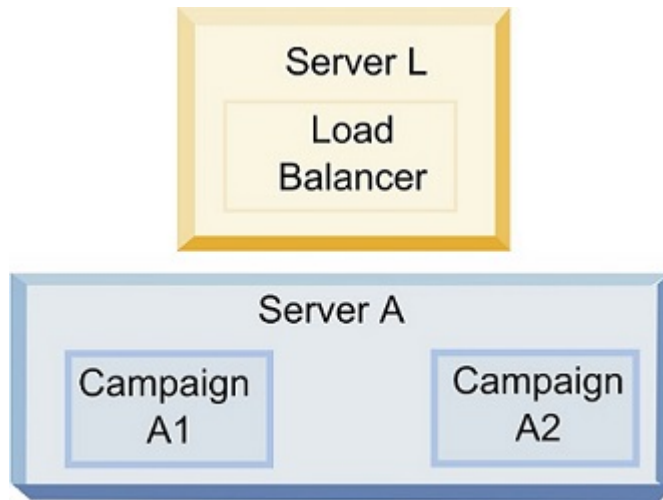 Server L
Load
Balancer
Server A
Campaign
A1
Campaign
A2